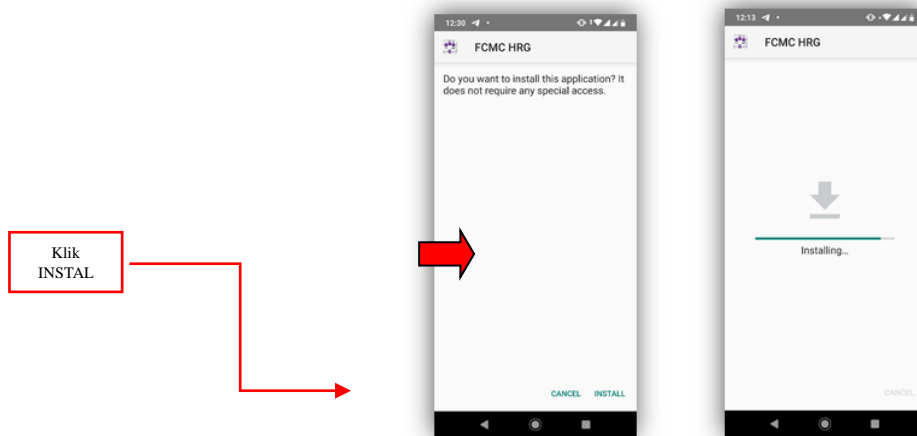 Klik
INSTAL
12:30
FCMC HRG
Do you want to install this application? It
does not require any special access.
CANCEL INSTALL
12:13
FCMC HRG
Installing...
CANCEL